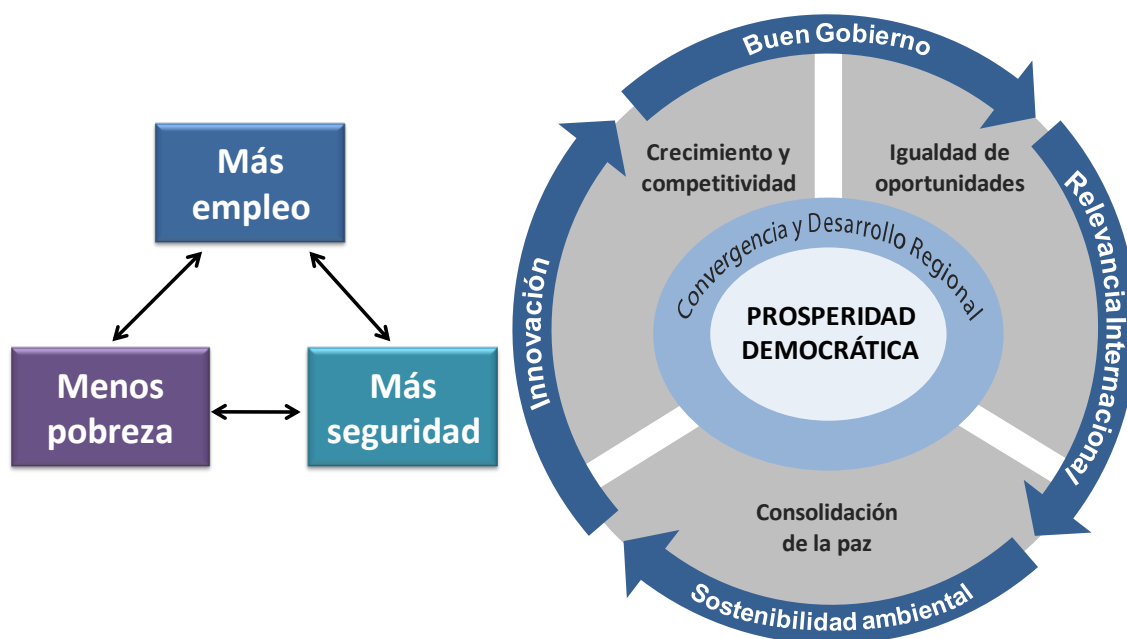 Más
empleo
Menos
pobreza
Más
seguridad
Buen Gobierno
Crecimiento y
competitividad
Igualdad de
oportunidades
Relevancia Internacional
Innovación
Convergencia y Desarrollo Regional
PROSPERIDAD
DEMOCRÁTICA
Consolidación
de la paz
Sostenibilidad ambiental